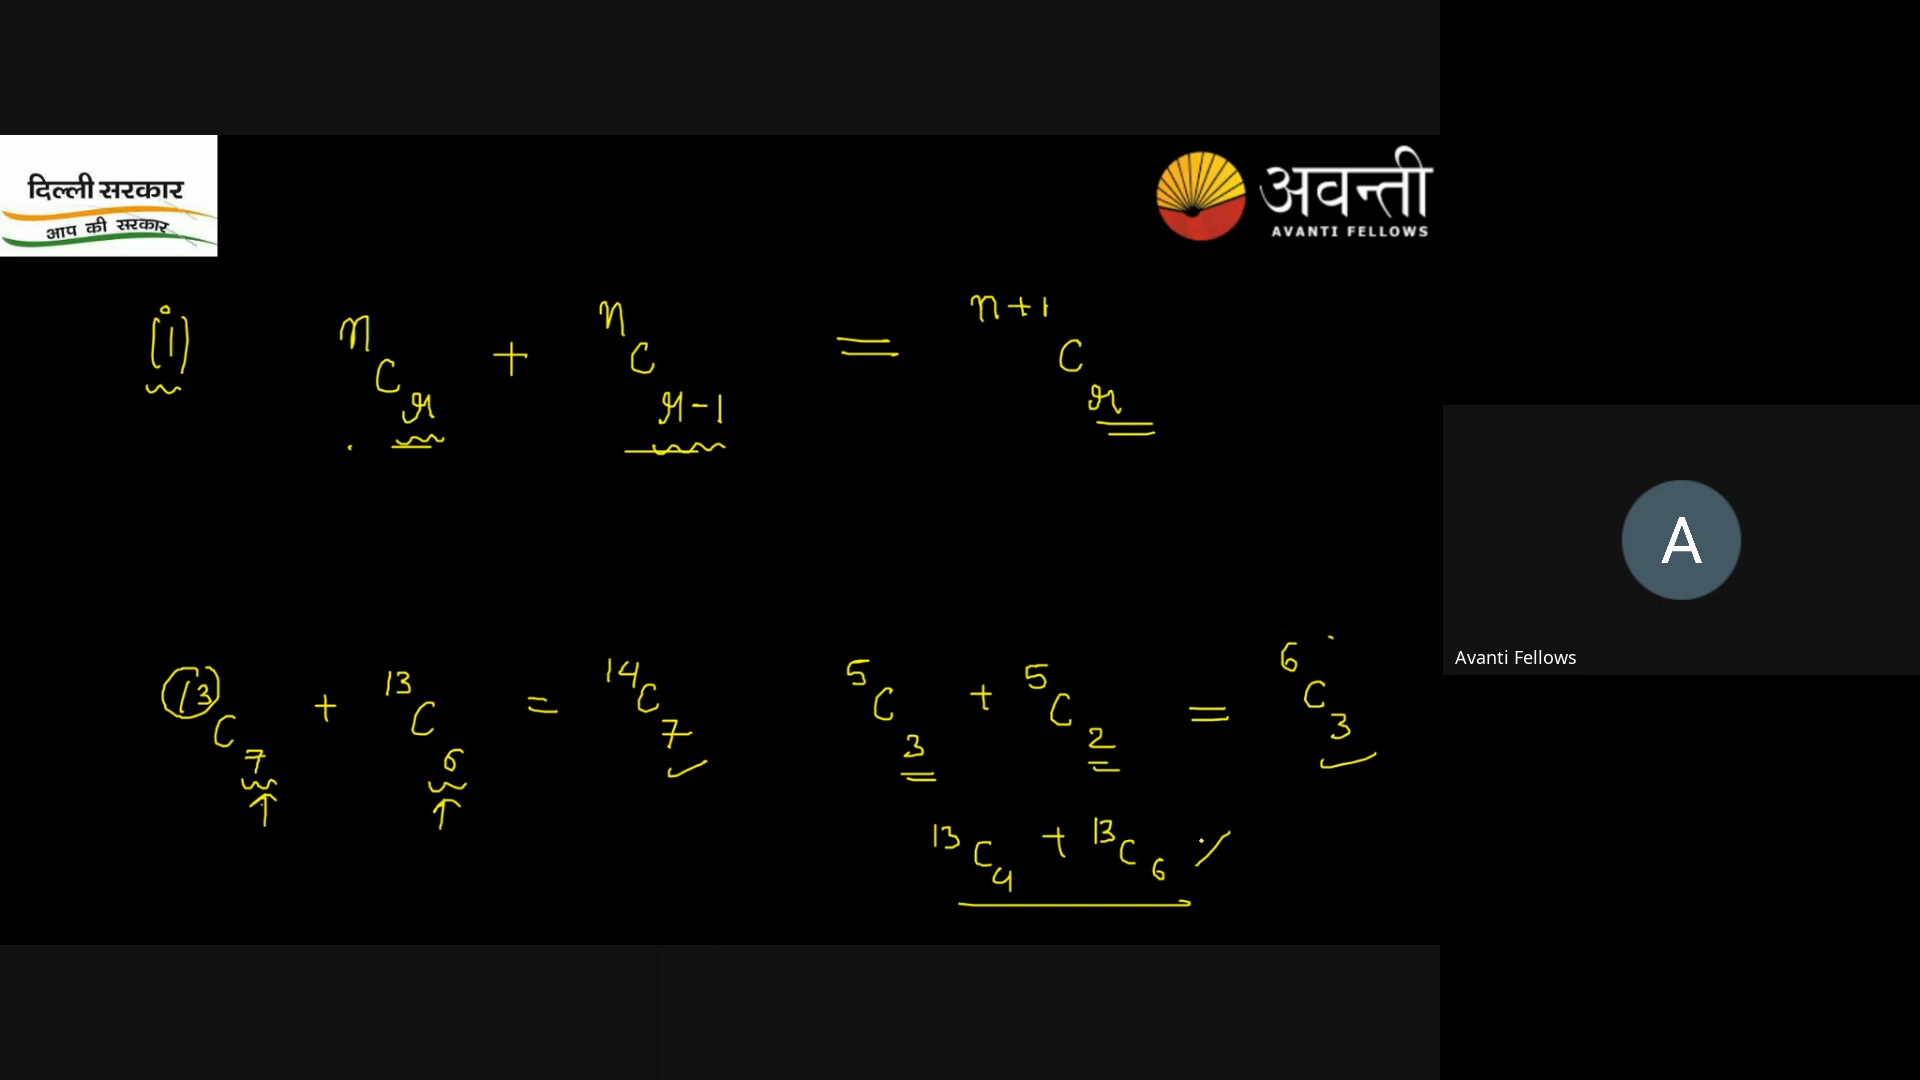 दिल्ली सरकार
आप की सरकार
अवन्ती
AVANTI FELLOWS
(i) ⁿCᵣ + ⁿCᵣ₋₁ = ⁿ⁺¹Cᵣ
¹³C₇ + ¹³C₆ = ¹⁴C₇
⁵C₃ + ⁵C₂ = ⁶C₃
¹³C₄ + ¹³C₆
A
Avanti Fellows